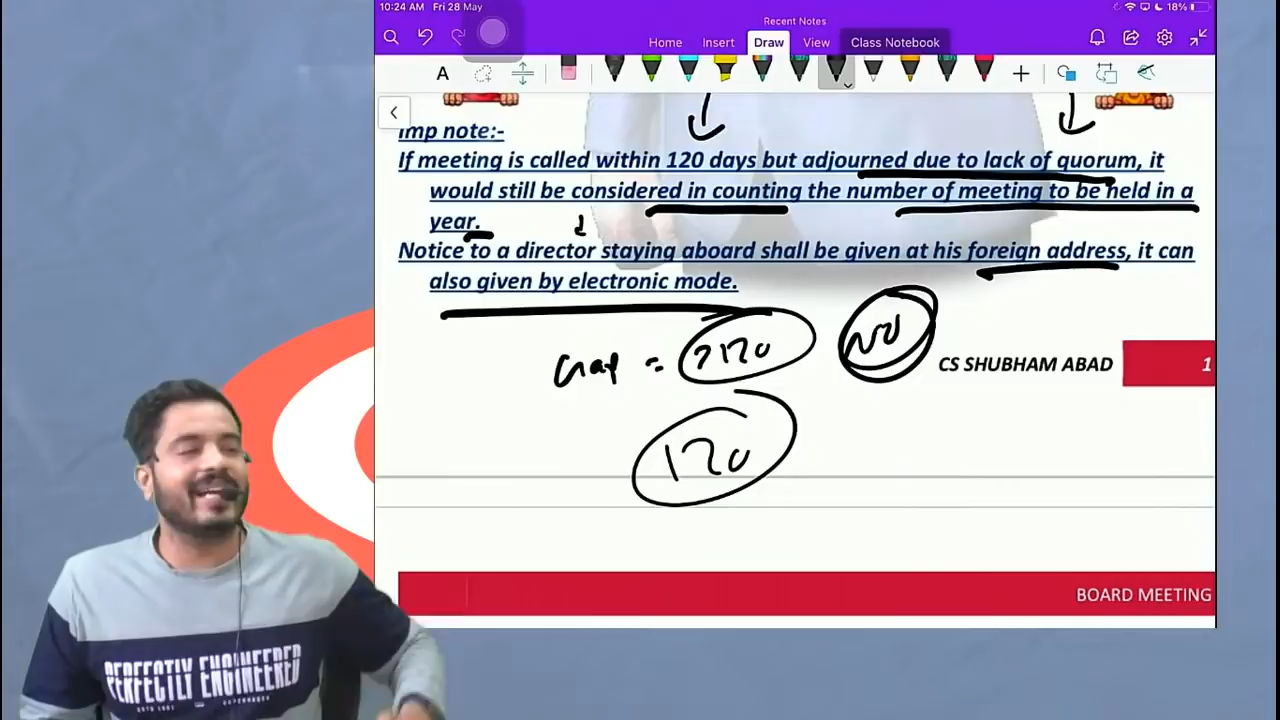 10:24 AM Fri 28 May
18%
Recent Notes
Home Insert Draw View Class Notebook
A
Imp note:-
If meeting is called within 120 days but adjourned due to lack of quorum, it
would still be considered in counting the number of meeting to be held in a
year.
Notice to a director staying aboard shall be given at his foreign address, it can
also given by electronic mode.
Gap = >120 NO
CS SHUBHAM ABAD 1
120
BOARD MEETING
PERFECTLY ENGINEERED